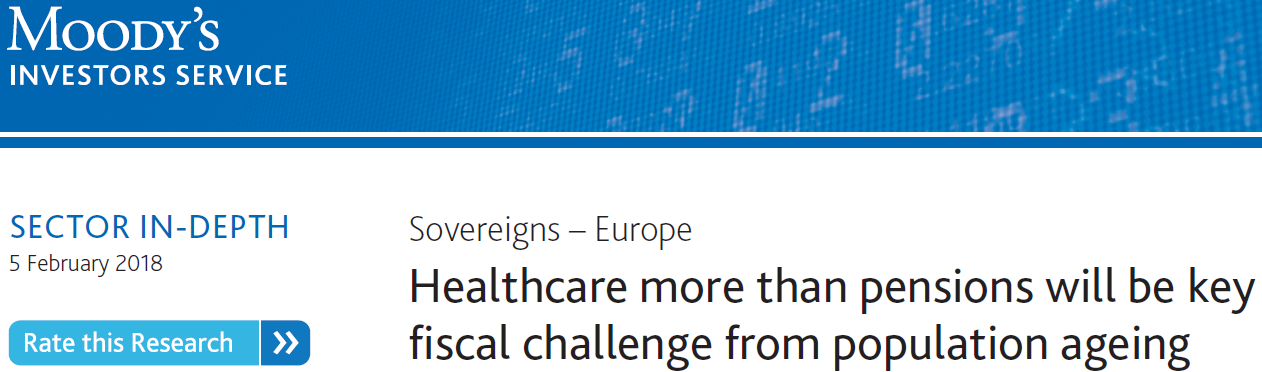 MOODY'S
INVESTORS SERVICE
SECTOR IN-DEPTH
5 February 2018
Rate this Research >>
Sovereigns – Europe
Healthcare more than pensions will be key
fiscal challenge from population ageing